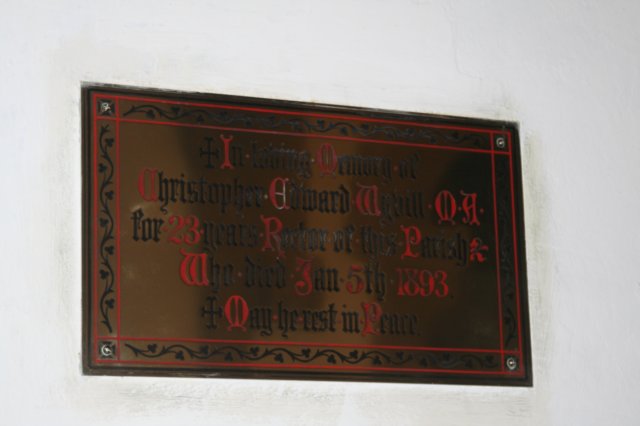 ✠ In loving Memory of
Christopher Edward Wybill M.A.
for 23 years Rector of this Parish &
Who died Jan 5th 1893.
✠ May he rest in Peace.